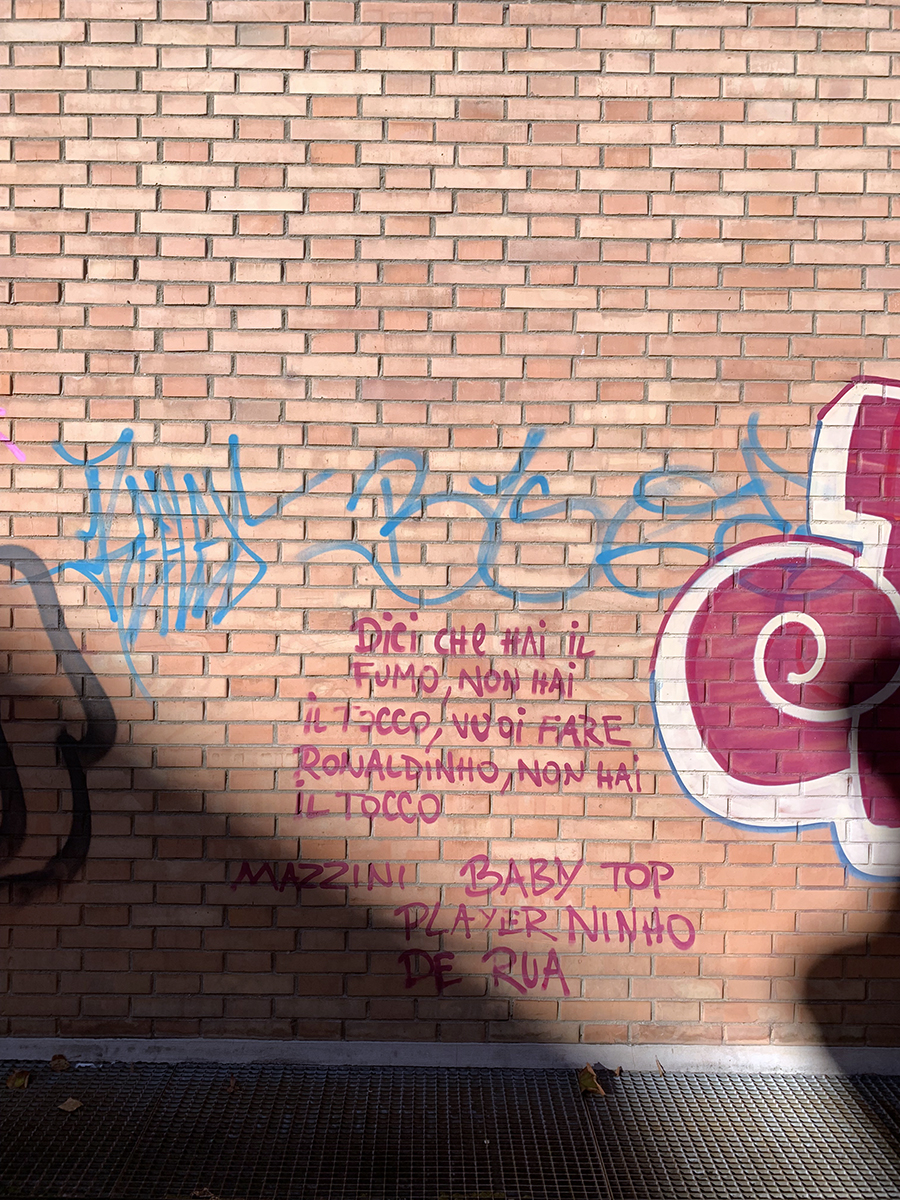 Dici che hai il
FUMO, NON HAI
il TOCCO, VUOi FARE
RONALDINHO, NON HAi
il TOCCO
MAZZINI BABY TOP
PLAYER NINHO
DE RUA